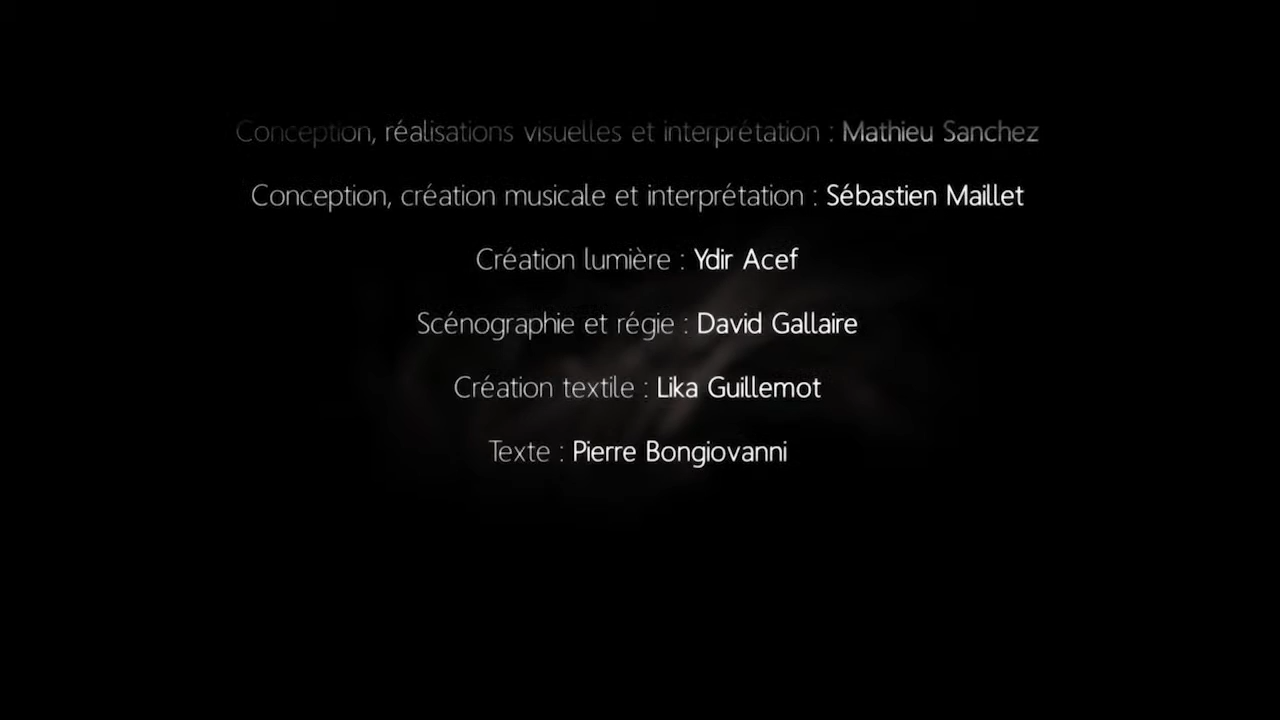 Conception, réalisations visuelles et interprétation : Mathieu Sanchez
Conception, création musicale et interprétation : Sébastien Maillet
Création lumière : Ydir Acef
Scénographie et régie : David Gallaire
Création textile : Lika Guillemot
Texte : Pierre Bongiovanni